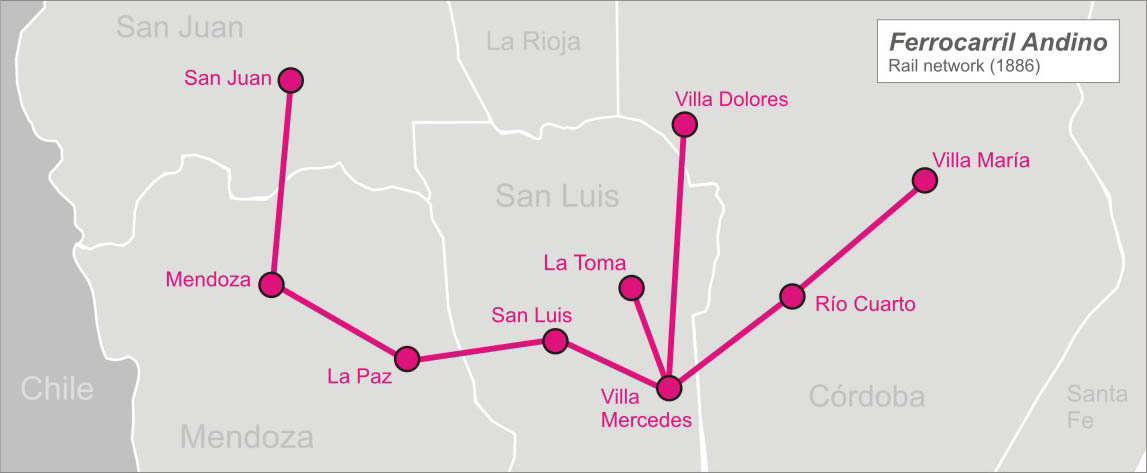 San Juan
La Rioja
Ferrocarril Andino
Rail network (1886)
San Juan
Villa Dolores
Villa María
San Luis
La Toma
Mendoza
Río Cuarto
San Luis
La Paz
Chile
Villa
Mercedes
Córdoba
Santa
Fe
Mendoza